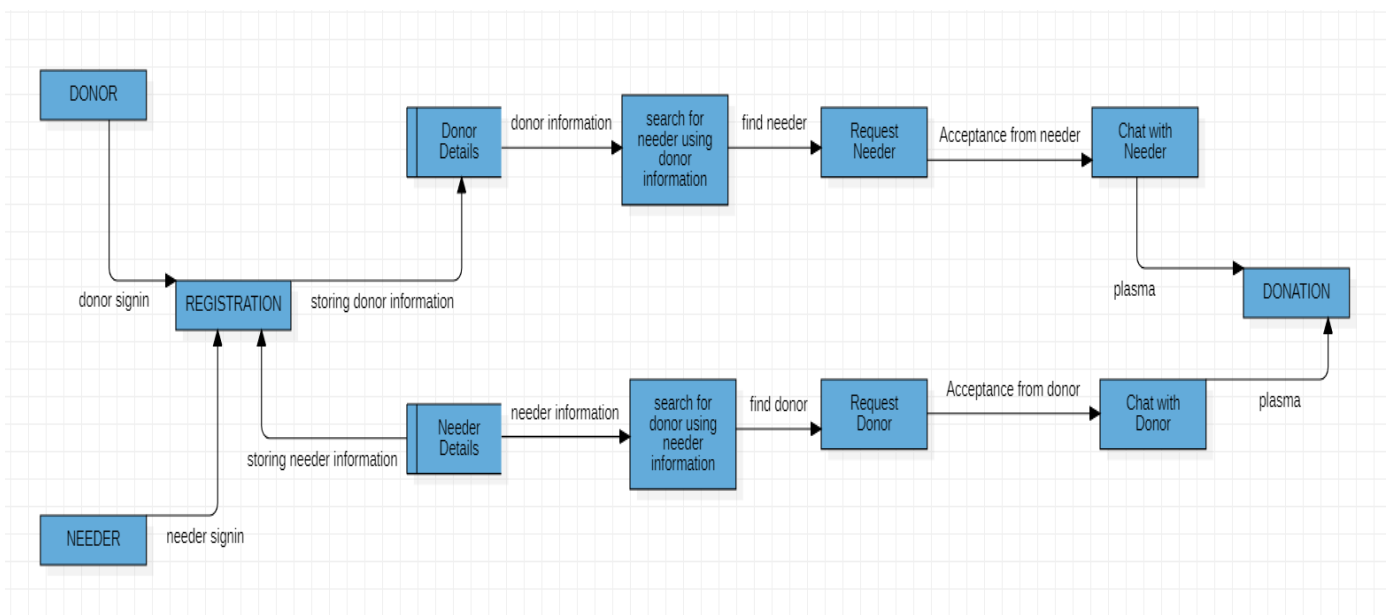 DONOR
Donor
Details
donor information
search for
needer using
donor
information
find needer
Request
Needer
Acceptance from needer
Chat with
Needer
donor signin
REGISTRATION
storing donor information
plasma
DONATION
Needer
Details
needer information
search for
donor using
needer
information
find donor
Request
Donor
Acceptance from donor
Chat with
Donor
plasma
storing needer information
NEEDER
needer signin